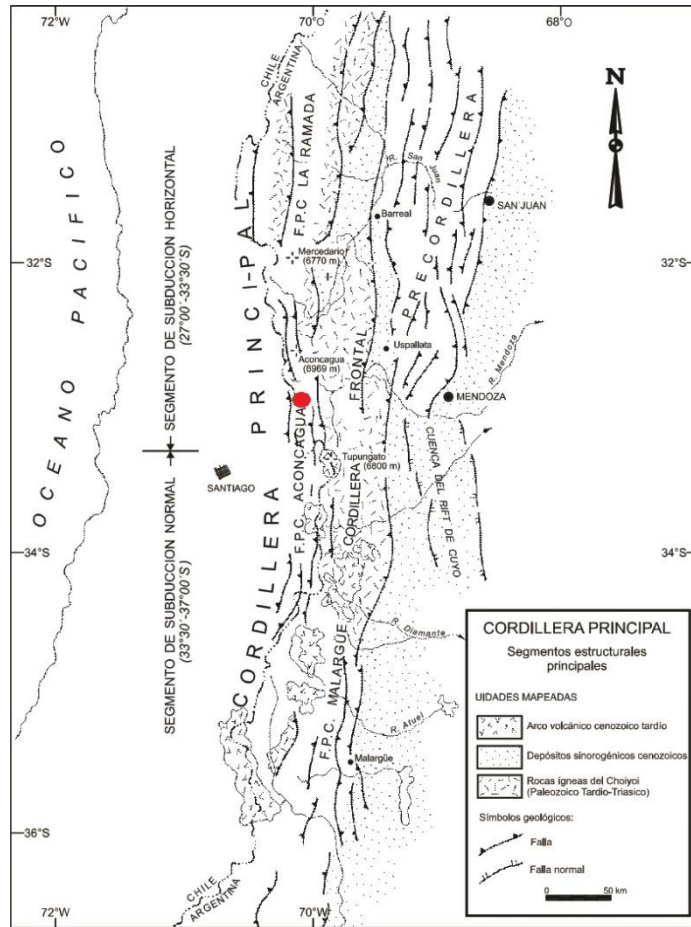 72°W
70°O
68°O
CHILE
ARGENTINA
N
OCEANO PACIFICO
SEGMENTO DE SUBDUCCION HORIZONTAL
(27°00´-33°30´S)
SEGMENTO DE SUBDUCCION NORMAL
(33°30´-37°00´S)
CORDILLERA PRINCIPAL
F.P.C LA RAMADA
R. San Juan
PRECORDILLERA
SAN JUAN
Barreal
Mercedario
(6770 m)
32°S
32°S
Uspallata
Aconcagua
(6969 m)
R. Mendoza
MENDOZA
CORDILLERA FRONTAL
F.P.C. ACONCAGUA
Tupungato
(6800 m)
CUENCA DEL RIFT DE CUYO
SANTIAGO
34°S
34°S
R. Diamante
F.P.C. MALARGÜE
R. Atuel
Malargüe
36°S
CHILE
ARGENTINA
72°W
70°W
CORDILLERA PRINCIPAL
Segmentos estructurales
principales
UIDADES MAPEADAS
Arco volcánico cenozoico tardío
Depósitos sinorogénicos cenozoicos
Rocas ígneas del Choiyoi
(Paleozoico Tardío-Triasico)
Símbolos geológicos:
Falla
Falla normal
0 50 km